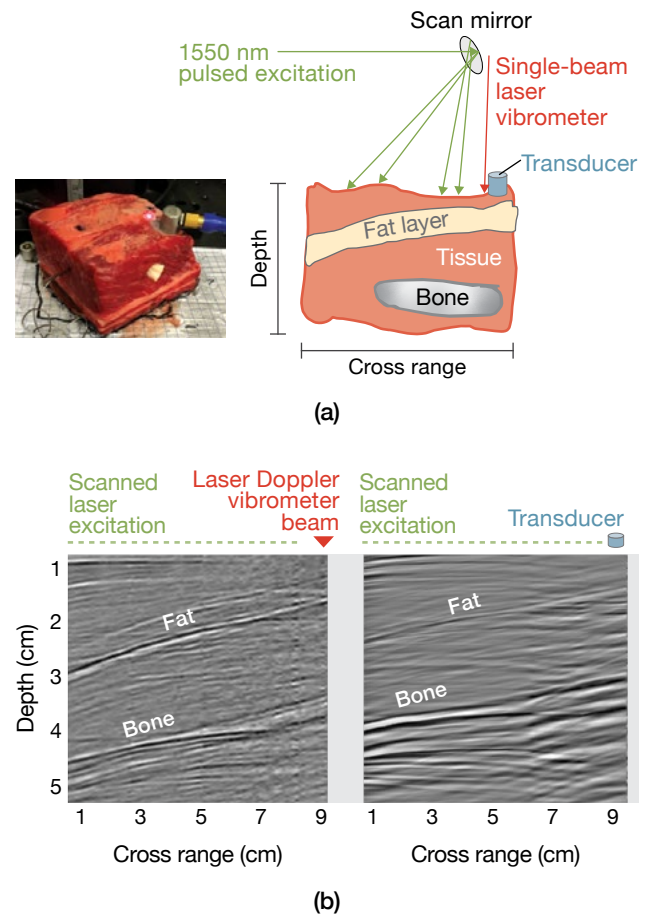 Scan mirror
1550 nm
pulsed excitation
Single-beam
laser
vibrometer
Transducer
Depth
Fat layer
Tissue
Bone
Cross range
(a)
Scanned
laser
excitation
Laser Doppler
vibrometer
beam
Scanned
laser
excitation
Transducer
Depth (cm)
1
2
3
4
5
Fat
Bone
1 3 5 7 9
Cross range (cm)
Fat
Bone
1 3 5 7 9
Cross range (cm)
(b)